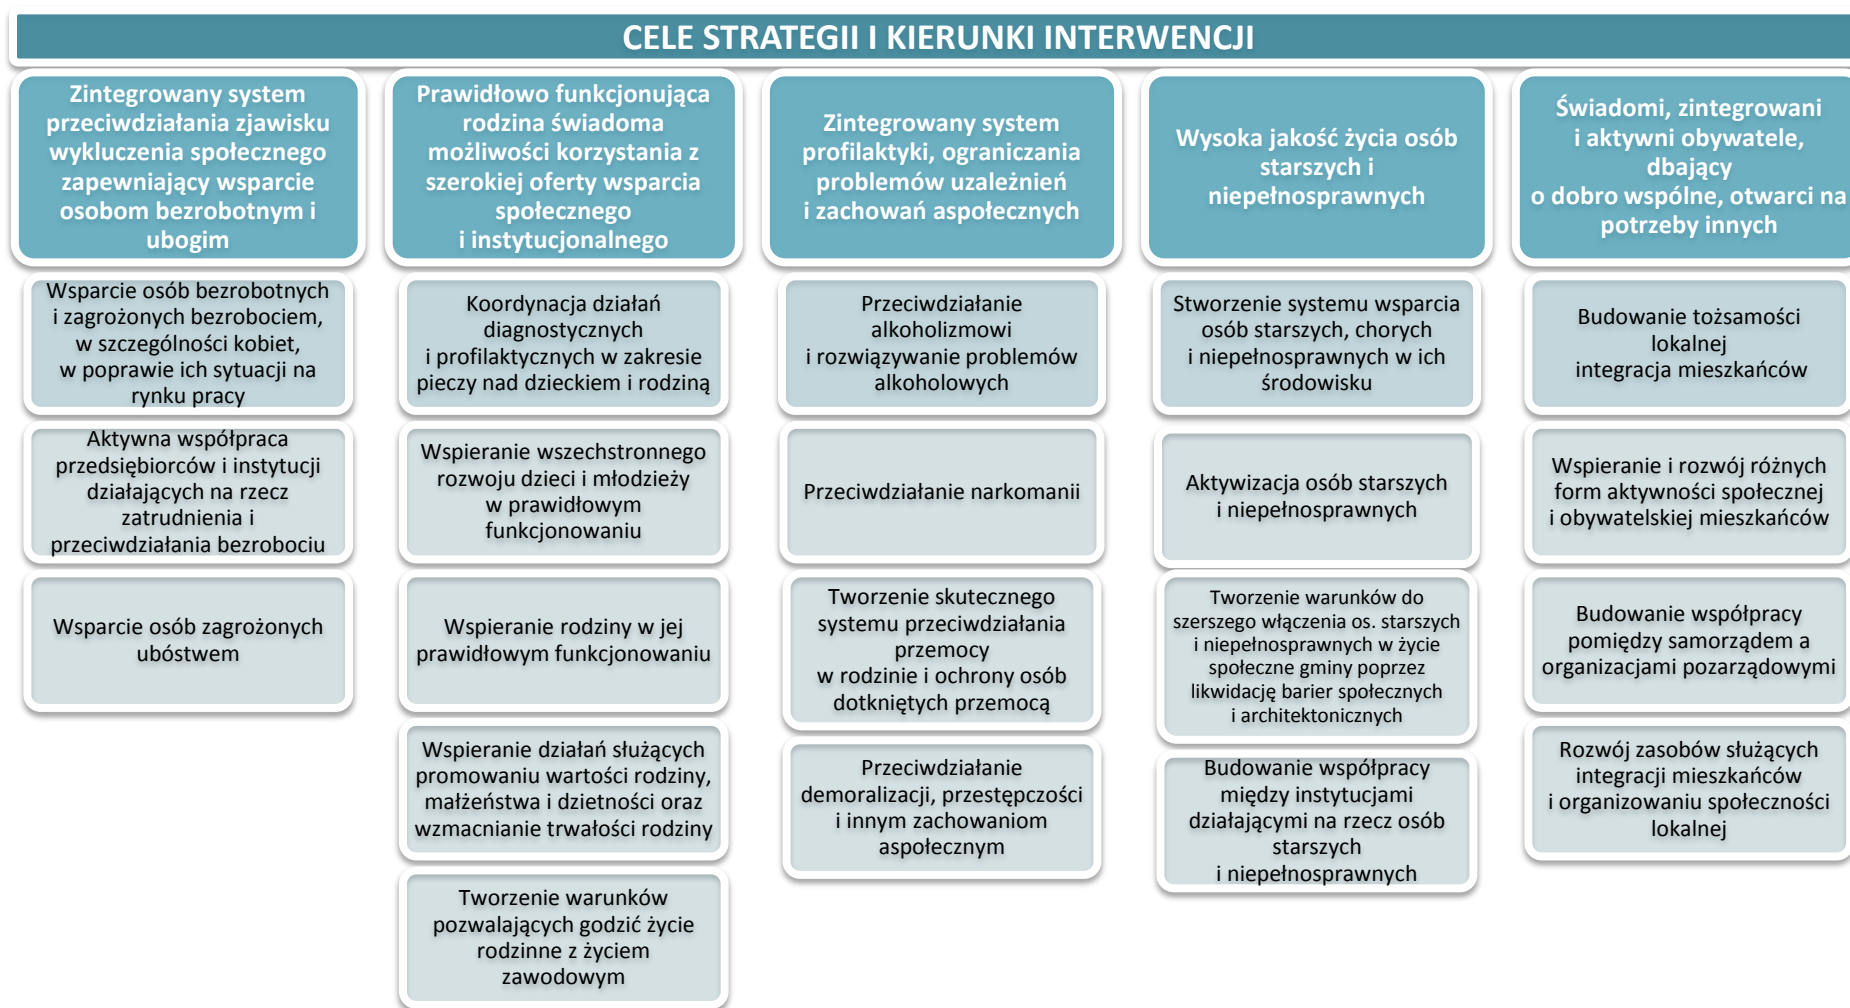 CELE STRATEGII I KIERUNKI INTERWENCJI
Zintegrowany system
przeciwdziałania zjawisku
wykluczenia społecznego
zapewniający wsparcie
osobom bezrobotnym i
ubogim
Wsparcie osób bezrobotnych
i zagrożonych bezrobociem,
w szczególności kobiet,
w poprawie ich sytuacji na
rynku pracy
Aktywna współpraca
przedsiębiorców i instytucji
działających na rzecz
zatrudnienia i
przeciwdziałania bezrobociu
Wsparcie osób zagrożonych
ubóstwem
Prawidłowo funkcjonująca
rodzina świadoma
możliwości korzystania z
szerokiej oferty wsparcia
społecznego
i instytucjonalnego
Koordynacja działań
diagnostycznych
i profilaktycznych w zakresie
pieczy nad dzieckiem i rodziną
Wspieranie wszechstronnego
rozwoju dzieci i młodzieży
w prawidłowym
funkcjonowaniu
Wspieranie rodziny w jej
prawidłowym funkcjonowaniu
Wspieranie działań służących
promowaniu wartości rodziny,
małżeństwa i dzietności oraz
wzmacnianie trwałości rodziny
Tworzenie warunków
pozwalających godzić życie
rodzinne z życiem
zawodowym
Zintegrowany system
profilaktyki, ograniczania
problemów uzależnień
i zachowań aspołecznych
Przeciwdziałanie
alkoholizmowi
i rozwiązywanie problemów
alkoholowych
Przeciwdziałanie narkomanii
Tworzenie skutecznego
systemu przeciwdziałania
przemocy
w rodzinie i ochrony osób
dotkniętych przemocą
Przeciwdziałanie
demoralizacji, przestępczości
i innym zachowaniom
aspołecznym
Wysoka jakość życia osób
starszych i
niepełnosprawnych
Stworzenie systemu wsparcia
osób starszych, chorych
i niepełnosprawnych w ich
środowisku
Aktywizacja osób starszych
i niepełnosprawnych
Tworzenie warunków do
szerszego włączenia os. starszych
i niepełnosprawnych w życie
społeczne gminy poprzez
likwidację barier społecznych
i architektonicznych
Budowanie współpracy
między instytucjami
działającymi na rzecz osób
starszych
i niepełnosprawnych
Świadomi, zintegrowani
i aktywni obywatele,
dbający
o dobro wspólne, otwarci na
potrzeby innych
Budowanie tożsamości
lokalnej
integracja mieszkańców
Wspieranie i rozwój różnych
form aktywności społecznej
i obywatelskiej mieszkańców
Budowanie współpracy
pomiędzy samorządem a
organizacjami pozarządowymi
Rozwój zasobów służących
integracji mieszkańców
i organizowaniu społeczności
lokalnej